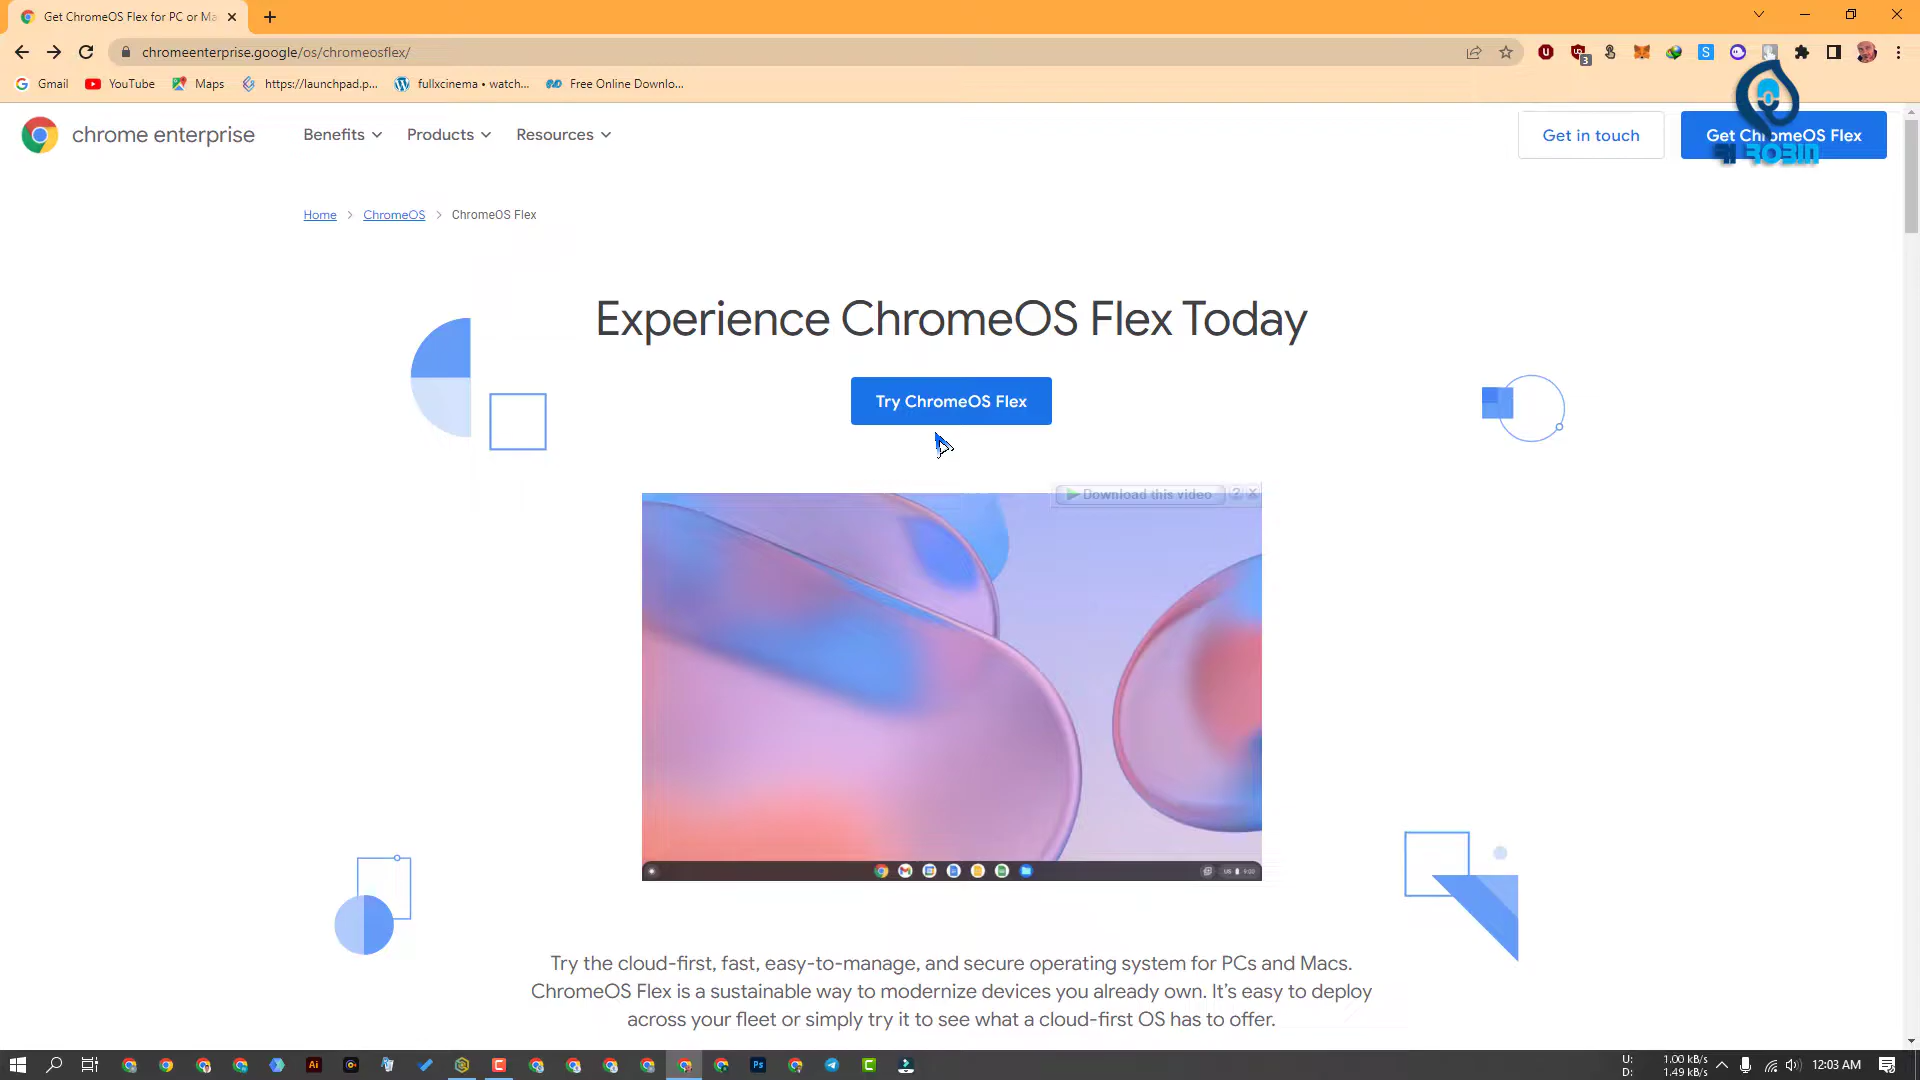 Get ChromeOS Flex for PC or Ma
chromeenterprise.google/os/chromeosflex/
3
Gmail
YouTube
Maps
https://launchpad.p...
fullxcinema • watch...
Free Online Downlo...
chrome enterprise
Benefits
Products
Resources
Get in touch
Get ChromeOS Flex
ROBIN
Home
ChromeOS
ChromeOS Flex
Experience ChromeOS Flex Today
Try ChromeOS Flex
Download this video
?
US
9:00
Try the cloud-first, fast, easy-to-manage, and secure operating system for PCs and Macs.
ChromeOS Flex is a sustainable way to modernize devices you already own. It's easy to deploy
across your fleet or simply try it to see what a cloud-first OS has to offer.
U: 1.00 kB/s
D: 1.49 kB/s
12:03 AM